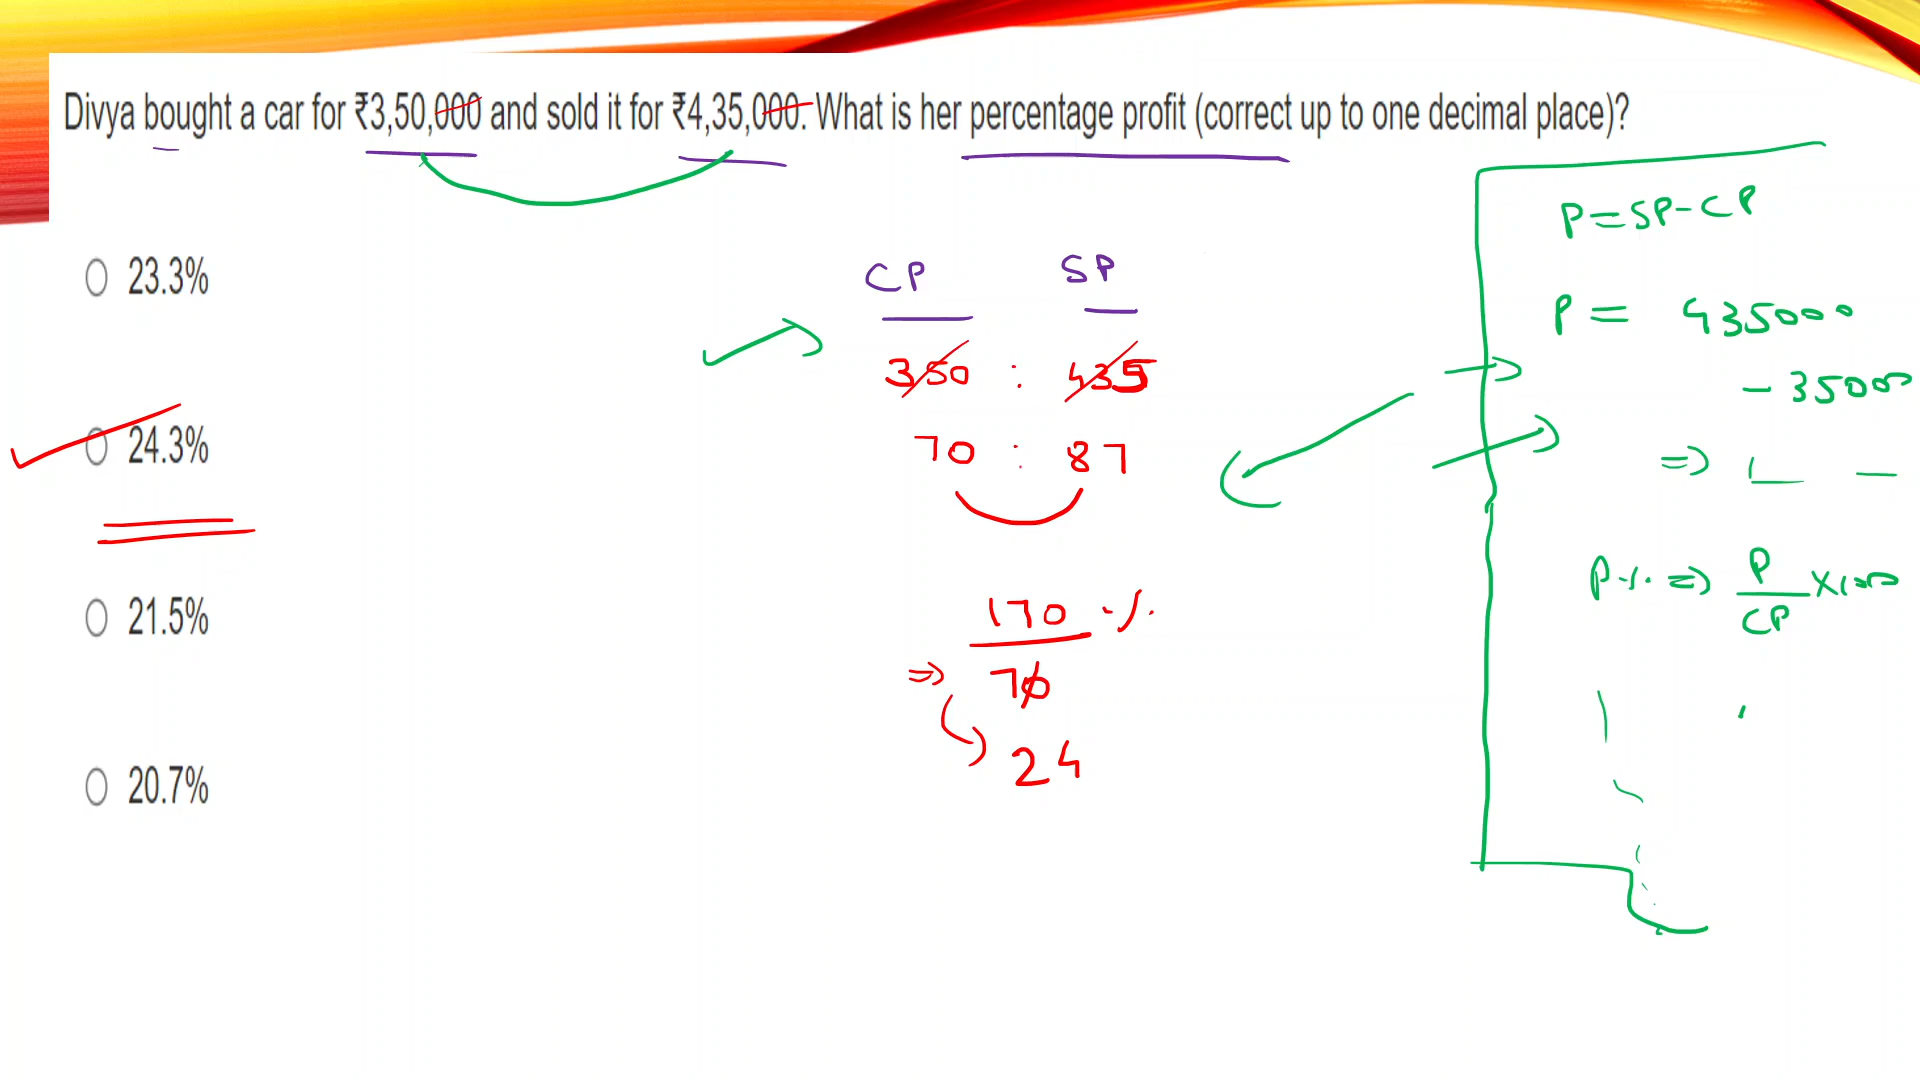 Divya bought a car for ₹3,50,000 and sold it for ₹4,35,000. What is her percentage profit (correct up to one decimal place)?
23.3%
24.3%
21.5%
20.7%
CP SP
350 : 435
70 : 87
170 %
70
⇒
24
P=SP-CP
P = 435000
- 35000
⇒
P% ⇒ P/CP ×100